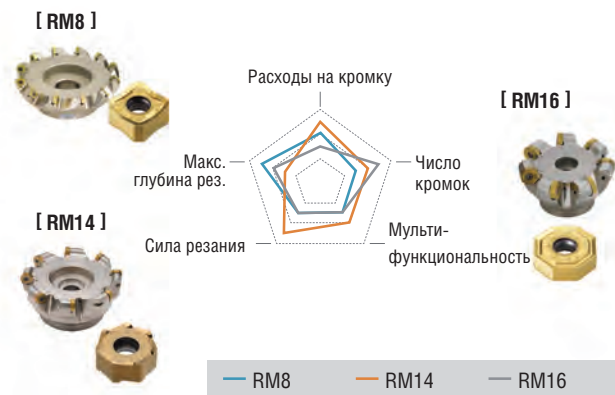 [ RM8 ]
Расходы на кромку
[ RM16 ]
Макс.
глубина рез.
Число
кромок
[ RM14 ]
Сила резания
Мульти-
функциональность
RM8
RM14
RM16